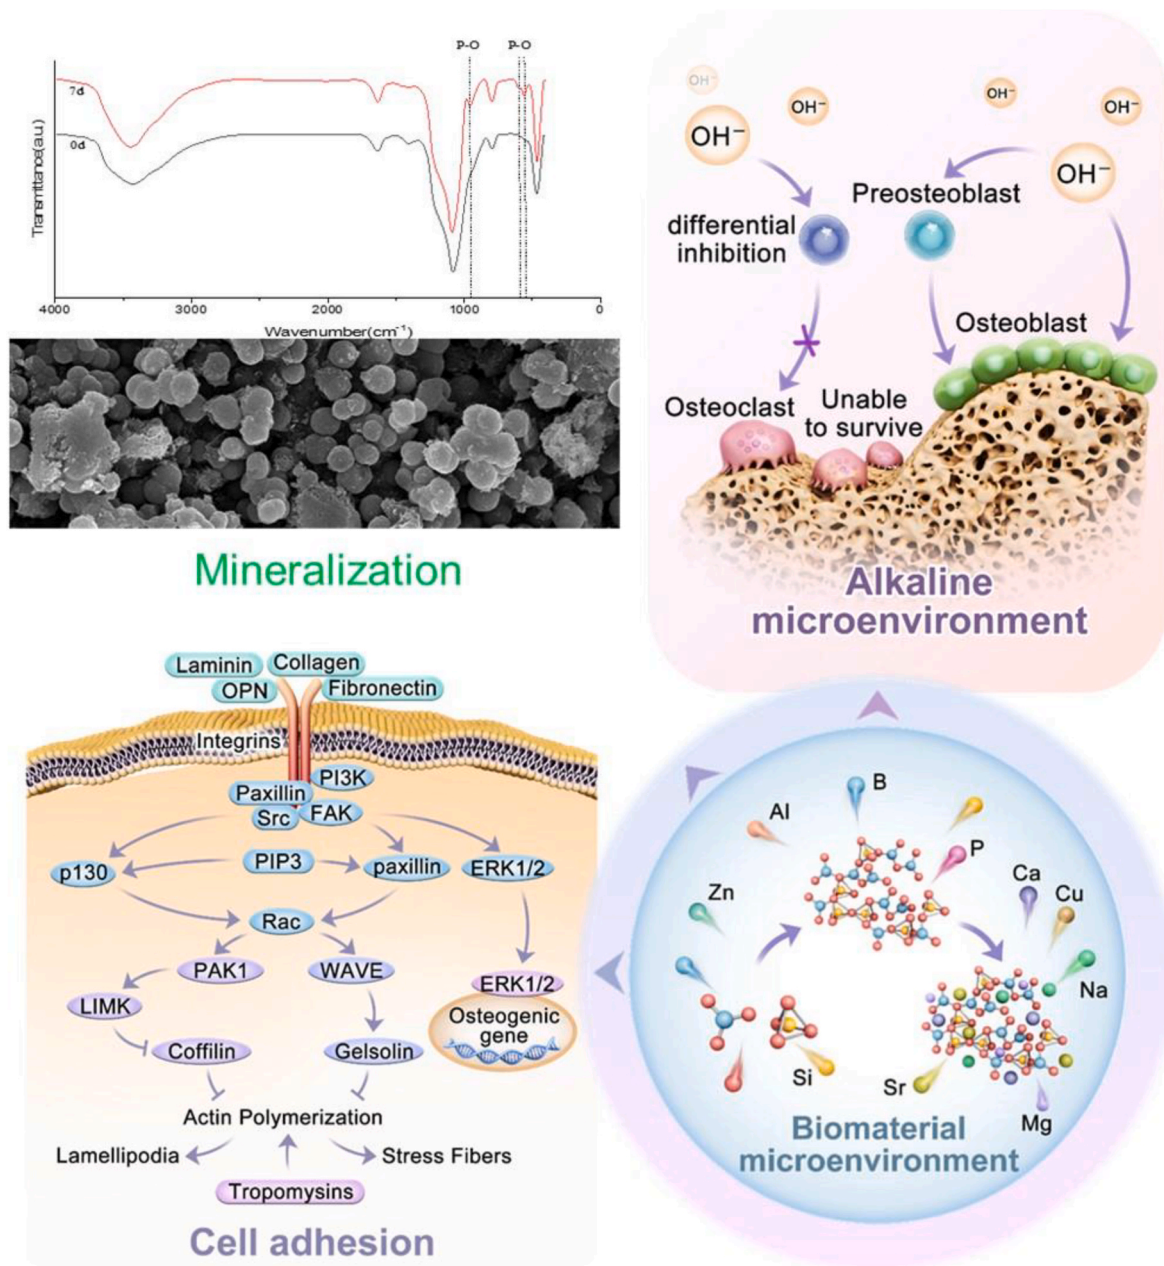 P-O
P-O
7d
0d
Transmittance(a.u)
4000
3000
2000
1000
0
Wavenumber(cm⁻¹)
Mineralization
OH⁻
OH⁻
OH⁻
OH⁻
OH⁻
OH⁻
Preosteoblast
differential
inhibition
Osteoblast
Osteoclast
Unable
to survive
Alkaline
microenvironment
Laminin
Collagen
OPN
Fibronectin
Integrins
PI3K
Paxillin
Src
FAK
p130
PIP3
paxillin
ERK1/2
Rac
PAK1
WAVE
ERK1/2
LIMK
Osteogenic
gene
Coffilin
Gelsolin
Actin Polymerization
Lamellipodia
Stress Fibers
Tropomysins
Cell adhesion
B
Al
P
Ca
Cu
Zn
Na
Si
Sr
Mg
Biomaterial
microenvironment